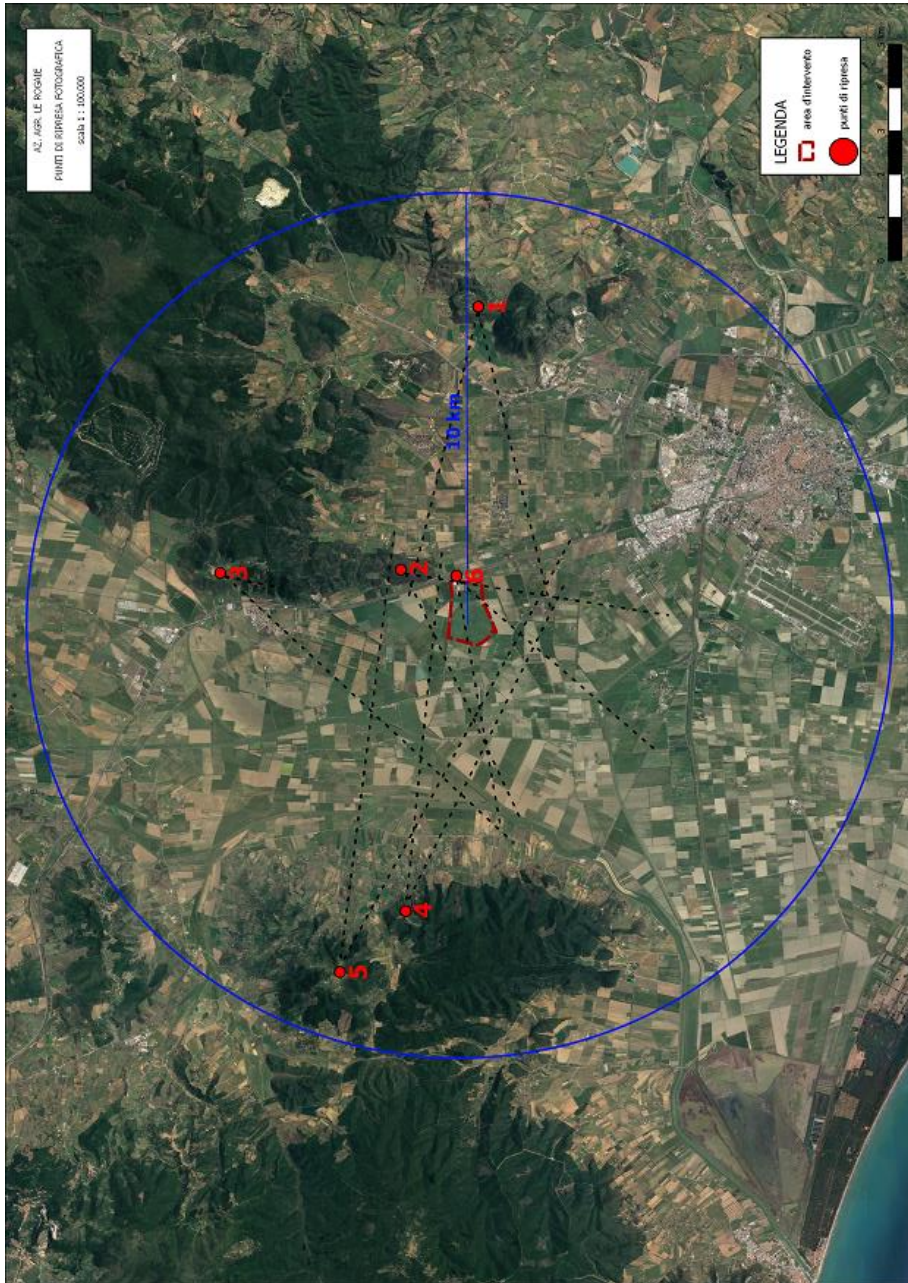 AZ. AGR. LE ROGAIE
PUNTI DI RIPRESA FOTOGRAFICA
scala 1 : 100.000
3
5
2
4
10 km
6
1
LEGENDA
area d'intervento
punti di ripresa